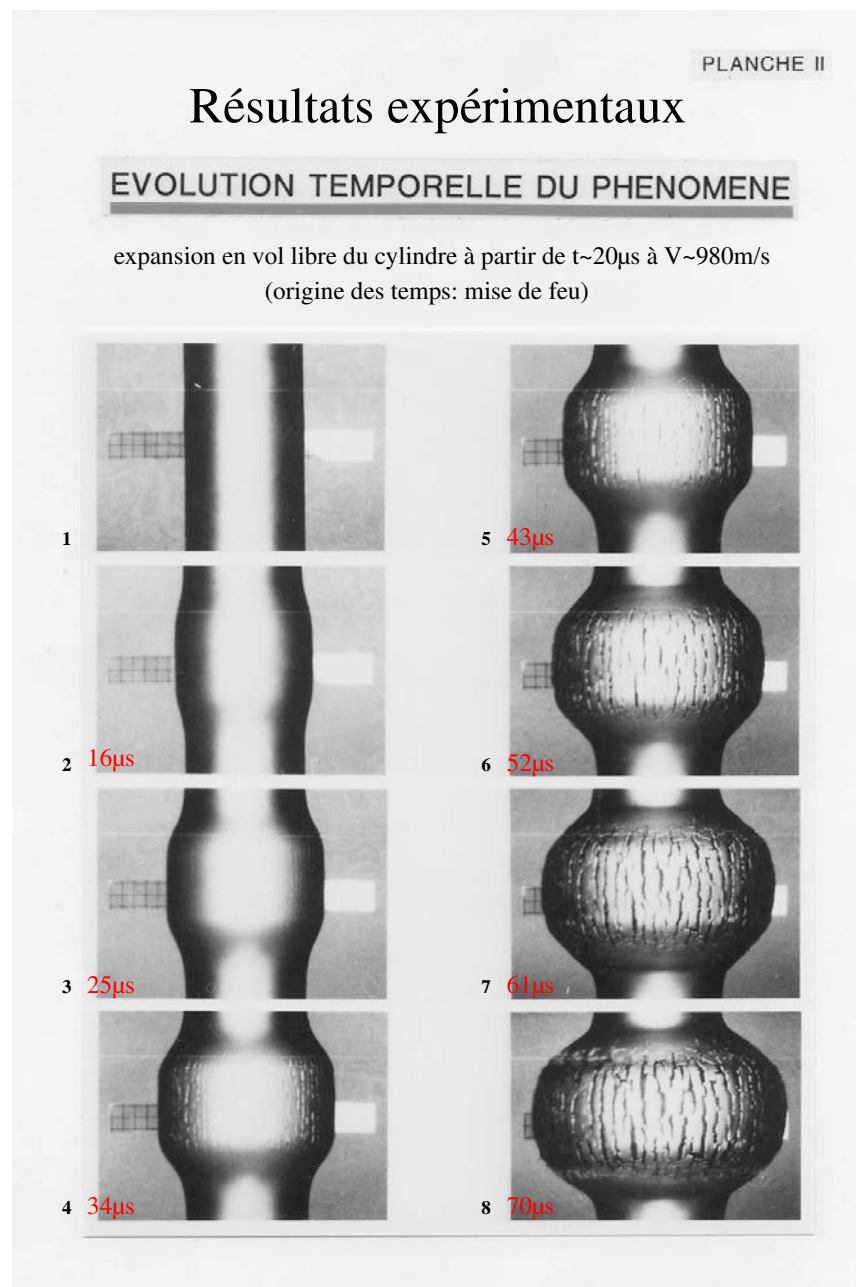 PLANCHE II
Résultats expérimentaux
EVOLUTION TEMPORELLE DU PHENOMENE
expansion en vol libre du cylindre à partir de t~20µs à V~980m/s
(origine des temps: mise de feu)
1
2 16µs
3 25µs
4 34µs
5 43µs
6 52µs
7 61µs
8 70µs